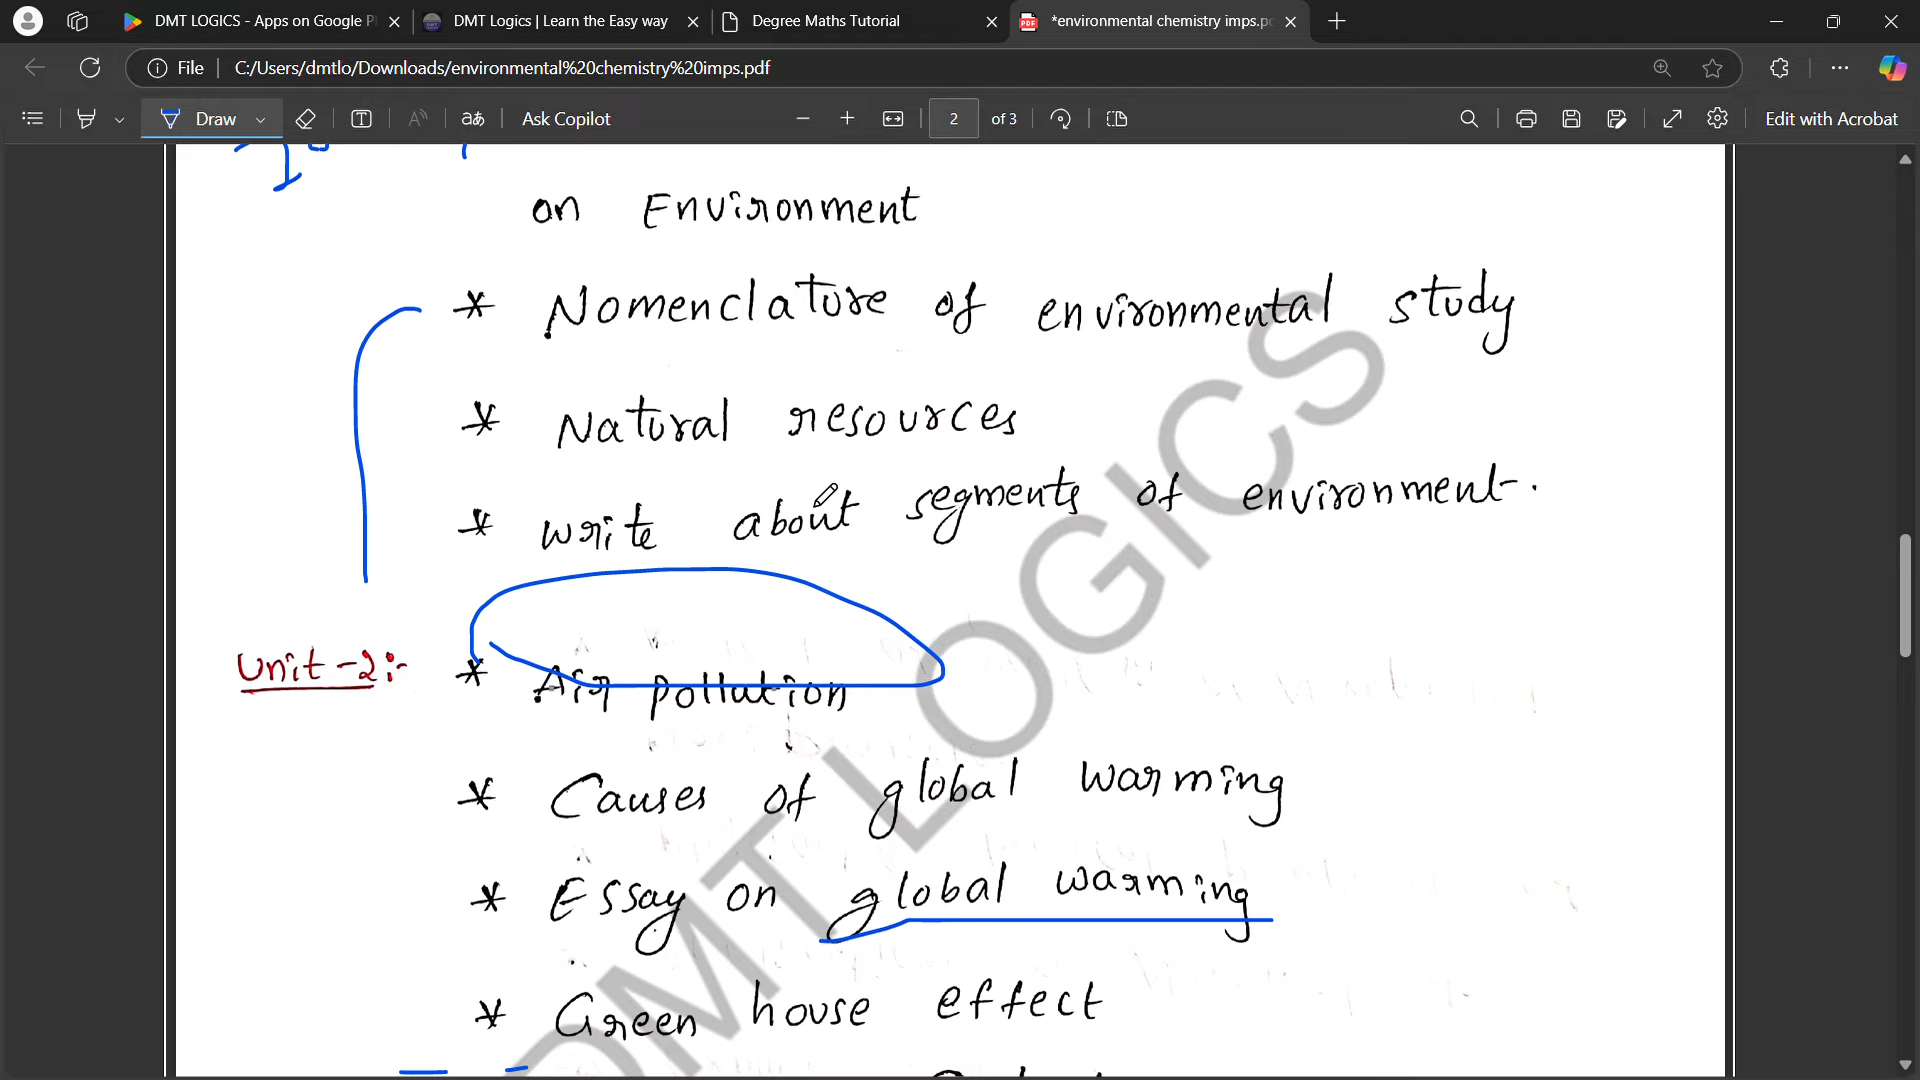 DMT LOGICS - Apps on Google P
DMT Logics | Learn the Easy way
Degree Maths Tutorial
*environmental chemistry imps.p
File
C:/Users/dmtlo/Downloads/environmental%20chemistry%20imps.pdf
Draw
Ask Copilot
2
of 3
Edit with Acrobat
on Environment
* Nomenclature of environmental study
* Natural resources
* write about segments of environment.
Unit-2:- * Air pollution
* Causes of global warming
* Essay on global warming
* Green house effect
DMT LOGICS